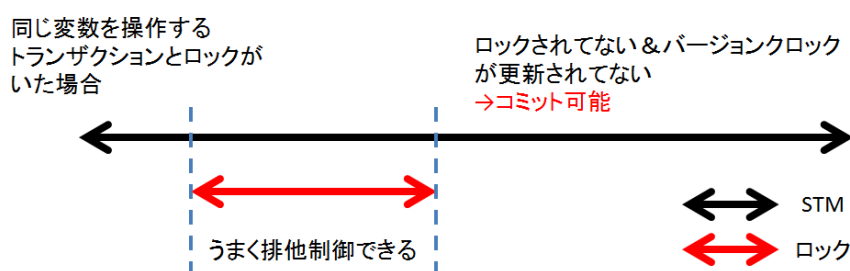 同じ変数を操作する
トランザクションとロックが
いた場合
ロックされてない＆バージョンクロック
が更新されてない
→コミット可能
うまく排他制御できる
STM
ロック